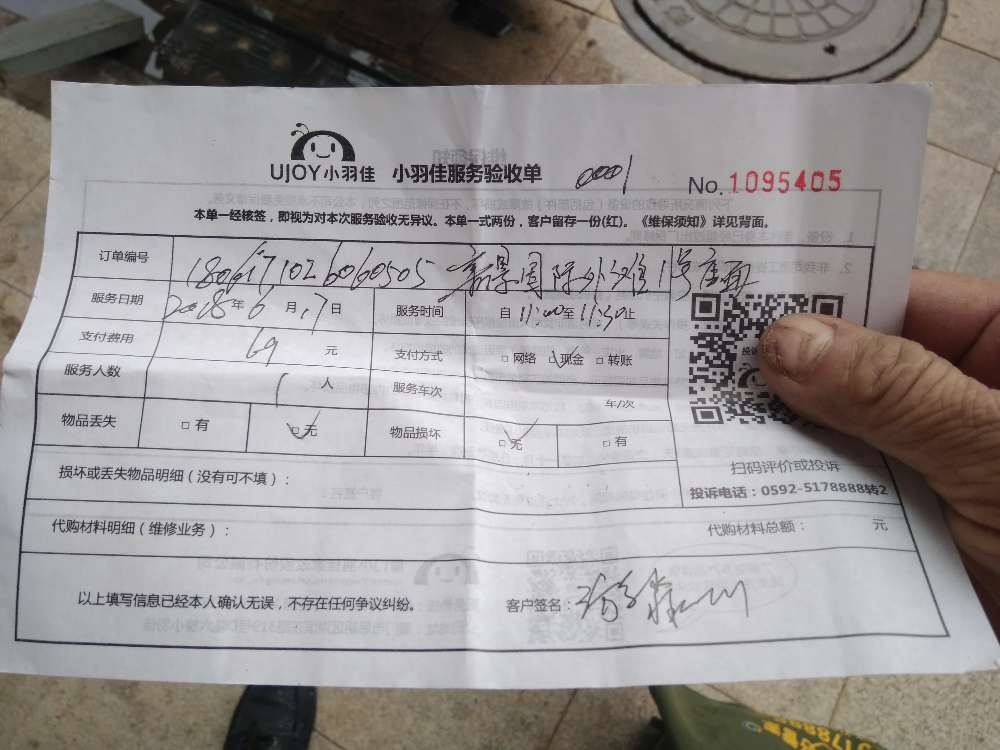 UJOY小羽佳 小羽佳服务验收单 0001 No.1095405
本单一经核签，即视为对本次服务验收无异议。本单一式两份，客户留存一份(红)。《维保须知》详见背面。
订单编号
服务日期 2018年6月17日 服务时间 自11:00至11:30止
支付费用 69元 支付方式 □网络 □现金 □转账
服务人数 1人 服务车次 车/次
物品丢失 □有 □无 物品损坏 □无 □有
扫码评价或投诉
投诉电话：0592-5178888转2
损坏或丢失物品明细（没有可不填）：
代购材料明细（维修业务）： 代购材料总额： 元
以上填写信息已经本人确认无误，不存在任何争议纠纷。 客户签名：